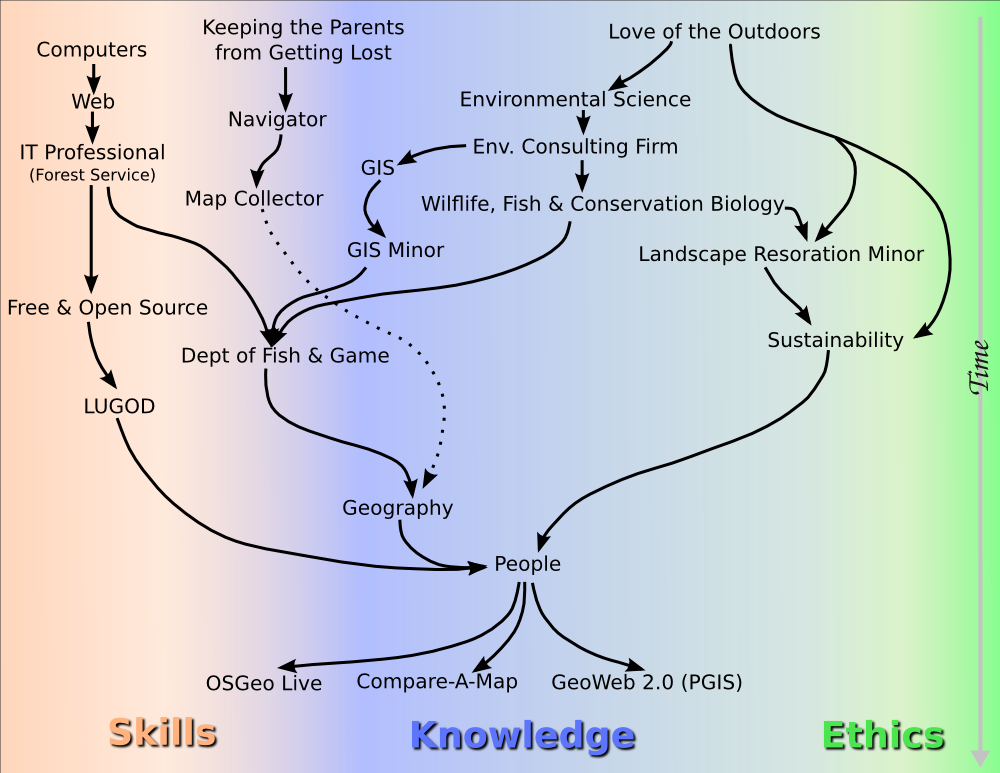 Computers
Keeping the Parents
from Getting Lost
Love of the Outdoors
Web
Environmental Science
Navigator
IT Professional
(Forest Service)
Env. Consulting Firm
GIS
Map Collector
Wilflife, Fish & Conservation Biology
GIS Minor
Landscape Resoration Minor
Free & Open Source
Sustainability
Dept of Fish & Game
Time
LUGOD
Geography
People
OSGeo Live
Compare-A-Map
GeoWeb 2.0 (PGIS)
Skills
Knowledge
Ethics